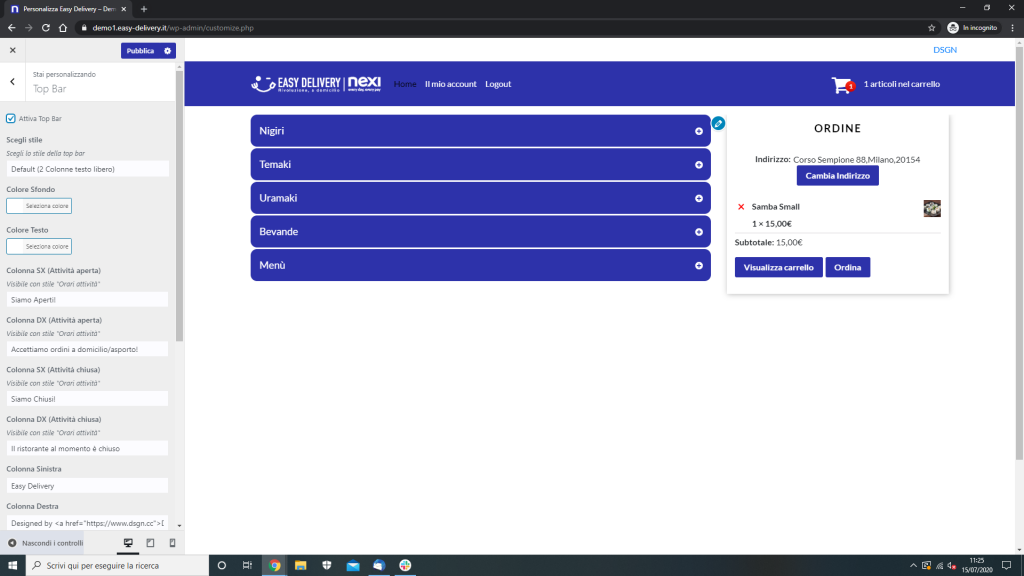 Personalizza Easy Delivery – Dem
demo1.easy-delivery.it/wp-admin/customize.php
In incognito
Pubblica
Stai personalizzando
Top Bar
Attiva Top Bar
Scegli stile
Scegli lo stile della top bar
Default (2 Colonne testo libero)
Colore Sfondo
Seleziona colore
Colore Testo
Seleziona colore
Colonna SX (Attività aperta)
Visibile con stile "Orari attività"
Siamo Aperti!
Colonna DX (Attività aperta)
Visibile con stile "Orari attività"
Accettiamo ordini a domicilio/asporto!
Colonna SX (Attività chiusa)
Visibile con stile "Orari attività"
Siamo Chiusi!
Colonna DX (Attività chiusa)
Visibile con stile "Orari attività"
Il ristorante al momento è chiuso
Colonna Sinistra
Easy Delivery
Colonna Destra
Designed by <a href="https://www.dsgn.cc">D
Nascondi i controlli
DSGN
EASY DELIVERY
Rivoluzione, a domicilio
nexi
every day, every pay
Home Il mio account Logout
1
1 articoli nel carrello
Nigiri
Temaki
Uramaki
Bevande
Menù
ORDINE
Indirizzo: Corso Sempione 88,Milano,20154
Cambia Indirizzo
Samba Small
1 × 15,00€
Subtotale: 15,00€
Visualizza carrello Ordina
Scrivi qui per eseguire la ricerca
11:25
15/07/2020